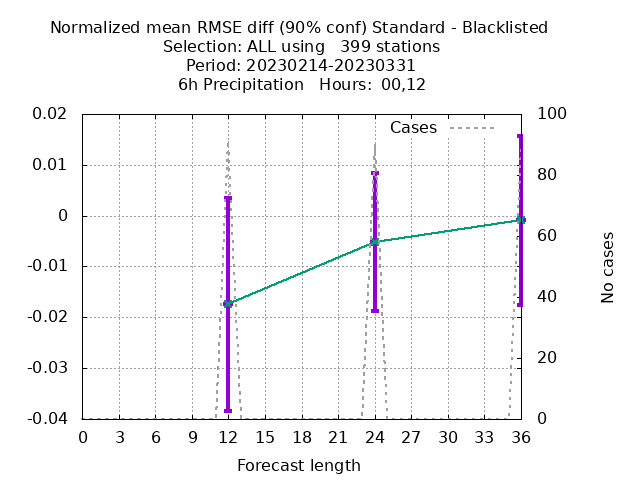 Normalized mean RMSE diff (90% conf) Standard - Blacklisted
Selection: ALL using   399 stations
Period: 20230214-20230331
6h Precipitation   Hours:  00,12
0.02
0.01
0
-0.01
-0.02
-0.03
-0.04
Cases
100
80
60
40
20
0
No cases
0 3 6 9 12 15 18 21 24 27 30 33 36
Forecast length